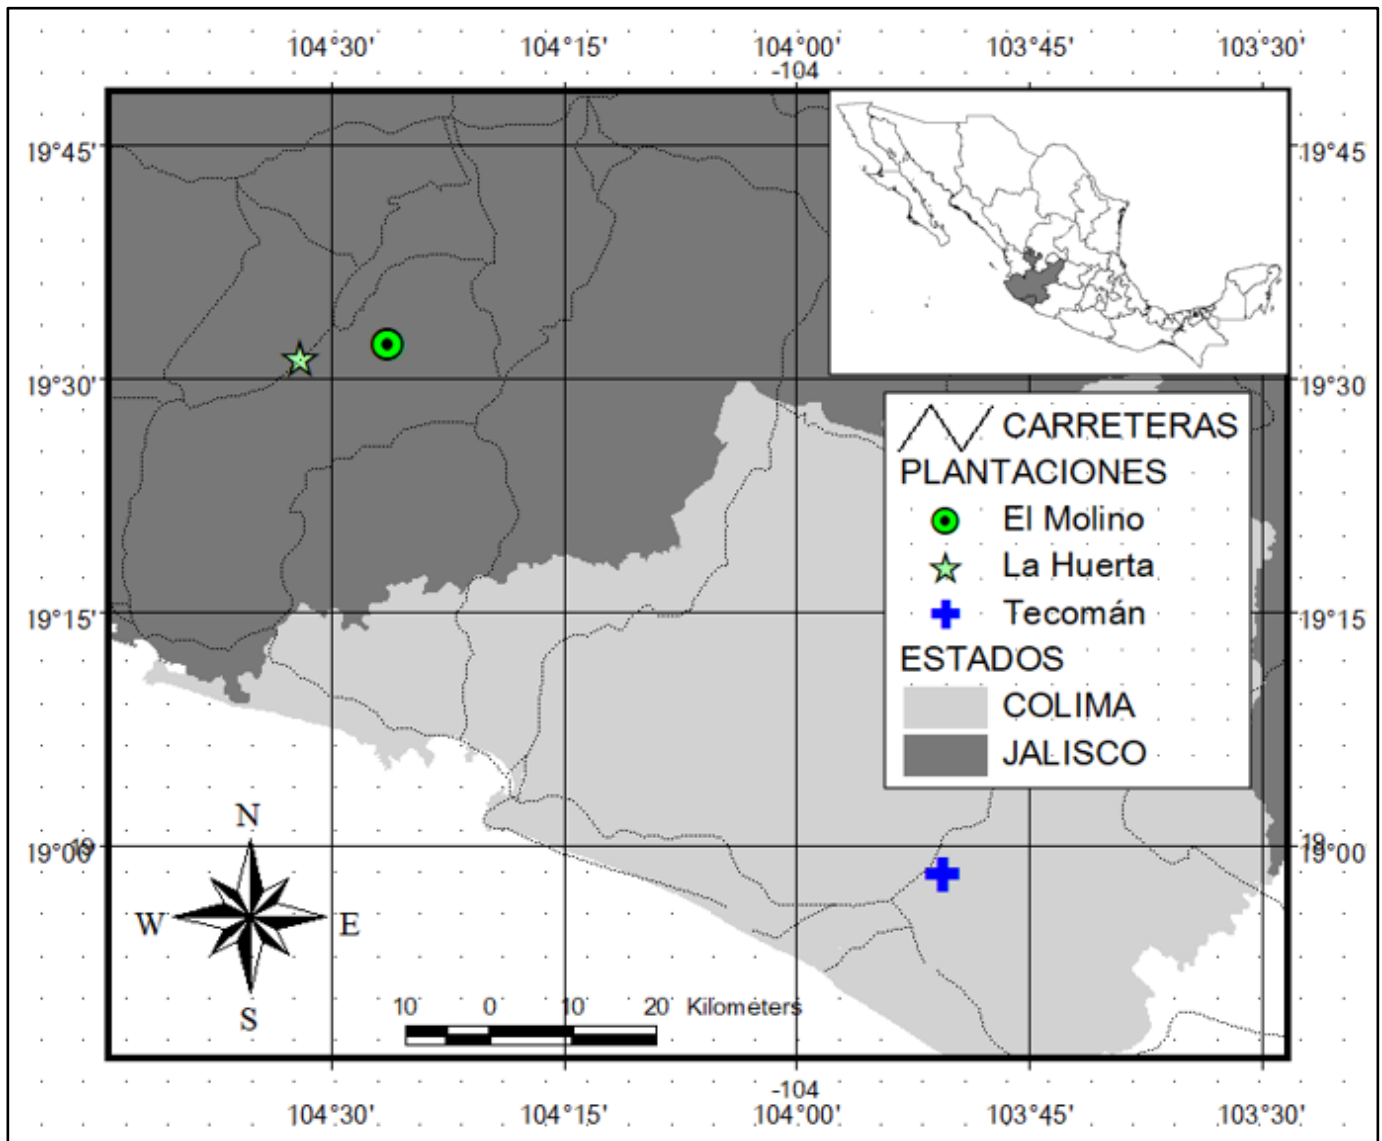 104°30' 104°15' 104°00' 103°45' 103°30'
-104
19°45' 19°45
19°30' 19°30
CARRETERAS
PLANTACIONES
El Molino
La Huerta
Tecomán
ESTADOS
COLIMA
JALISCO
19°15' 19°15
19°00' 19 19°00
19
N
W E
S
10 0 10 20 Kilometers
-104
104°30' 104°15' 104°00' 103°45' 103°30'